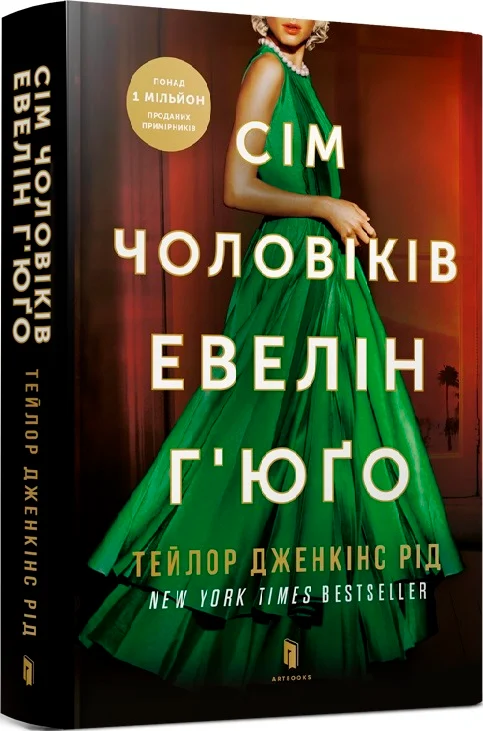 СІМ ЧОЛОВІКІВ
ЕВЕЛІН Г'ЮҐО
ТЕЙЛОР ДЖЕНКІНС РІД
ПОНАД
1 МІЛЬЙОН
ПРОДАНИХ
ПРИМІРНИКІВ
СІМ
ЧОЛОВІКІВ
ЕВЕЛІН
Г'ЮҐО
ТЕЙЛОР ДЖЕНКІНС РІД
NEW YORK TIMES BESTSELLER
ARTBOOKS